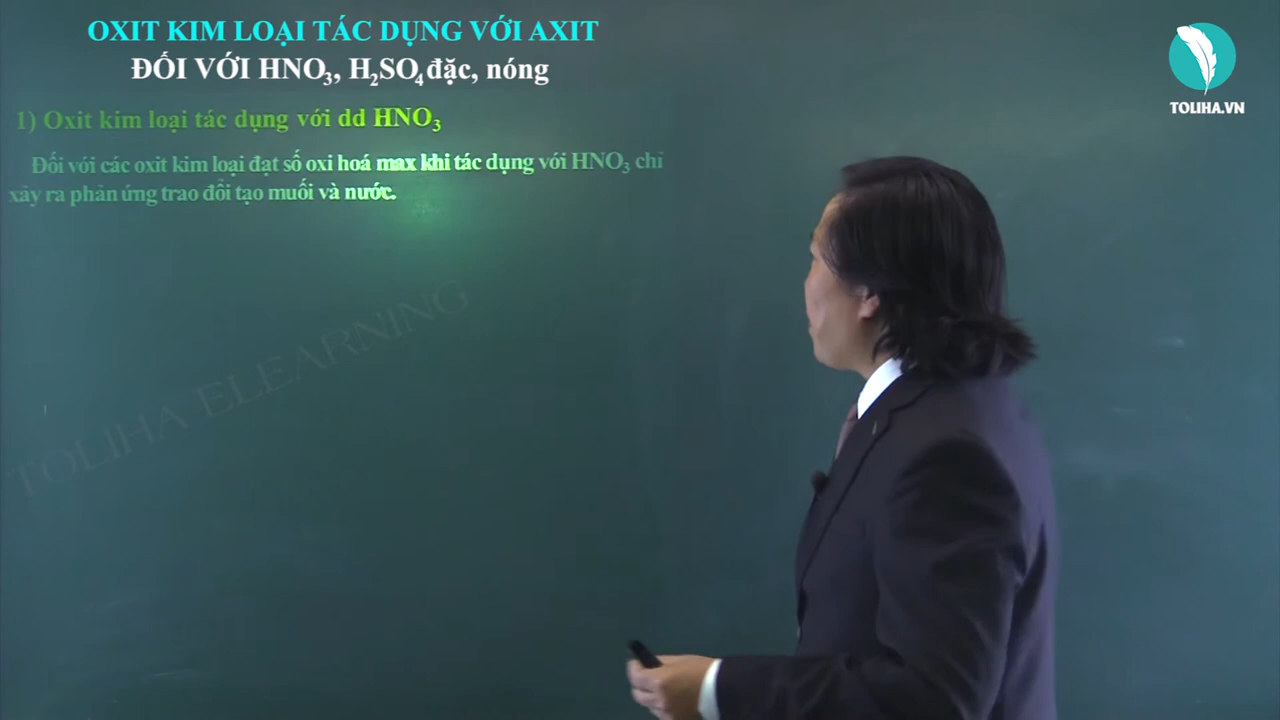 OXIT KIM LOẠI TÁC DỤNG VỚI AXIT
ĐỐI VỚI HNO₃, H₂SO₄ đặc, nóng
1) Oxit kim loại tác dụng với dd HNO₃
Đối với các oxit kim loại đạt số oxi hoá max khi tác dụng với HNO₃ chỉ
xảy ra phản ứng trao đổi tạo muối và nước.
TOLIHA ELEARNING
TOLIHA.VN